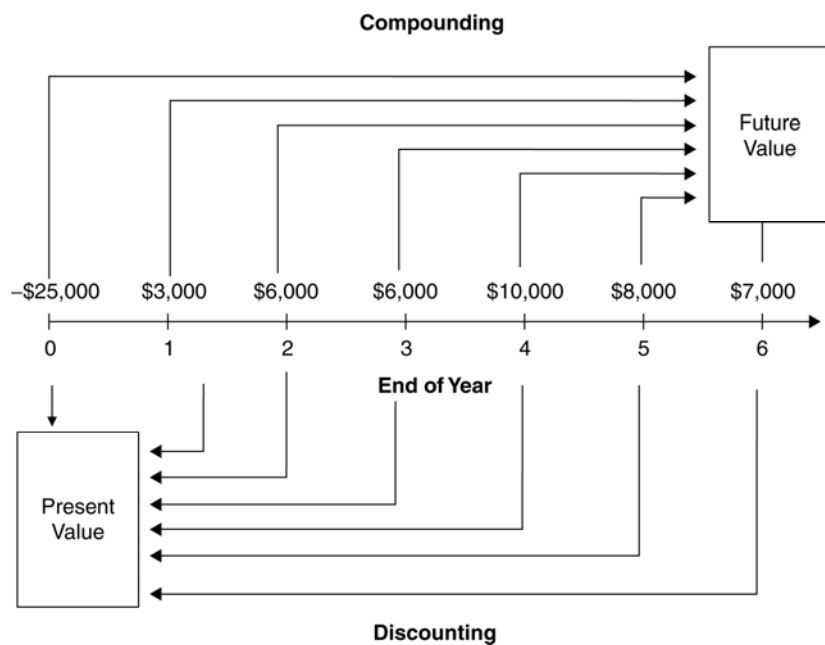 Compounding
Future
Value
–$25,000 $3,000 $6,000 $6,000 $10,000 $8,000 $7,000
0 1 2 3 4 5 6
End of Year
Present
Value
Discounting